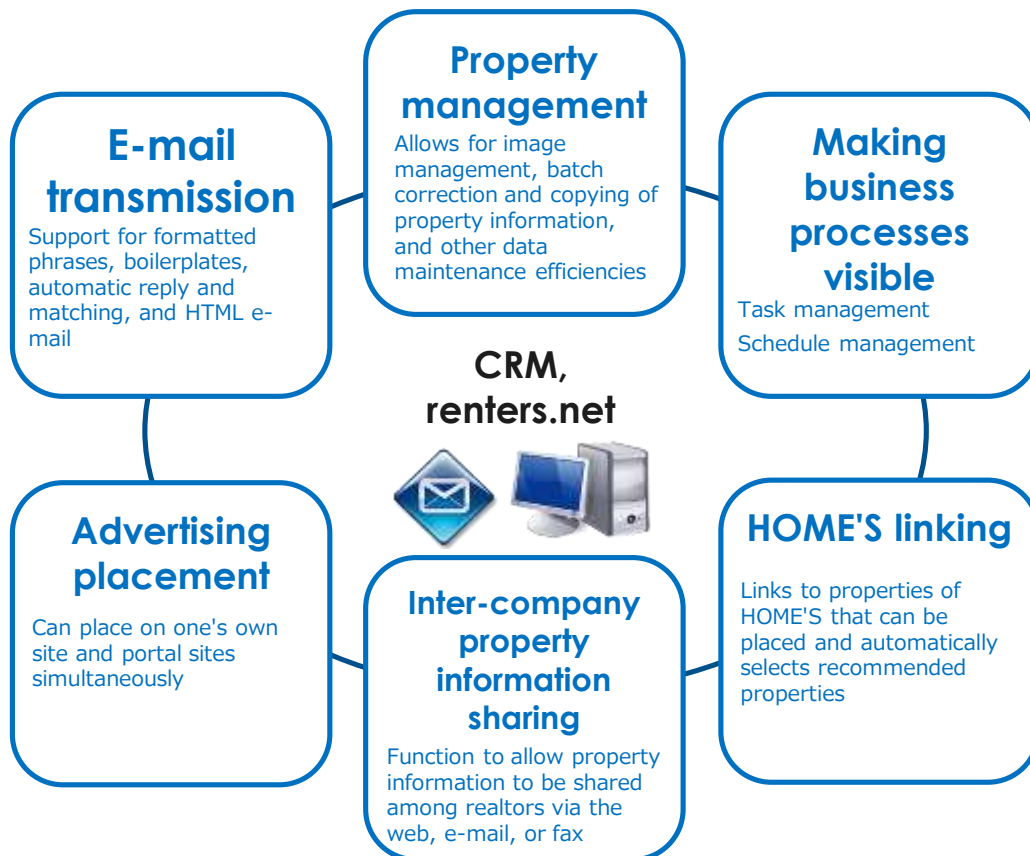 Property
management
Allows for image
management, batch
correction and copying of
property information,
and other data
maintenance efficiencies
E-mail
transmission
Support for formatted
phrases, boilerplates,
automatic reply and
matching, and HTML e-
mail
Making
business
processes
visible
Task management
Schedule management
CRM,
renters.net
Advertising
placement
Can place on one's own
site and portal sites
simultaneously
Inter-company
property
information
sharing
Function to allow property
information to be shared
among realtors via the
web, e-mail, or fax
HOME'S linking
Links to properties of
HOME'S that can be
placed and automatically
selects recommended
properties